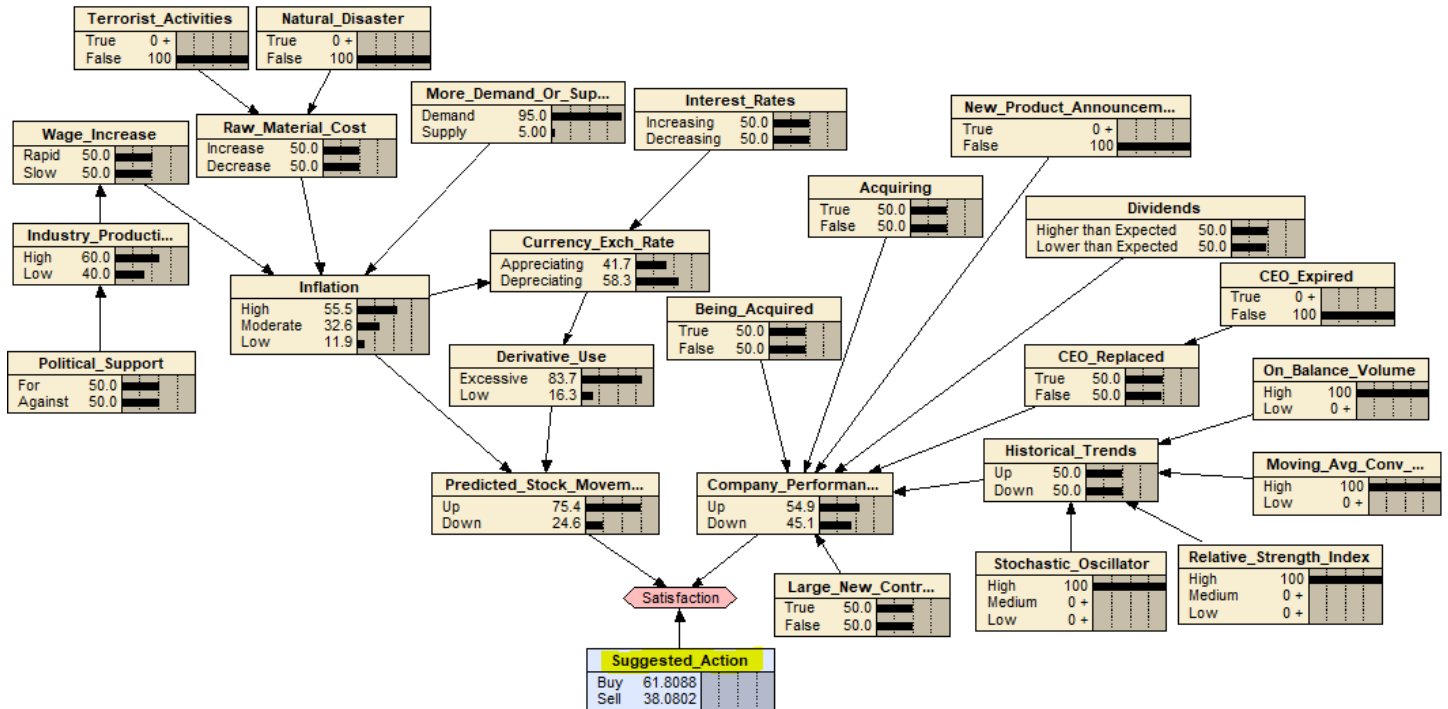 Terrorist_Activities
True 0 +
False 100
Natural_Disaster
True 0 +
False 100
More_Demand_Or_Sup...
Demand 95.0
Supply 5.00
Interest_Rates
Increasing 50.0
Decreasing 50.0
New_Product_Announcem...
True 0 +
False 100
Wage_Increase
Rapid 50.0
Slow 50.0
Raw_Material_Cost
Increase 50.0
Decrease 50.0
Acquiring
True 50.0
False 50.0
Dividends
Higher than Expected 50.0
Lower than Expected 50.0
Industry_Producti...
High 60.0
Low 40.0
Currency_Exch_Rate
Appreciating 41.7
Depreciating 58.3
Inflation
High 55.5
Moderate 32.6
Low 11.9
CEO_Expired
True 0 +
False 100
Being_Acquired
True 50.0
False 50.0
Political_Support
For 50.0
Against 50.0
Derivative_Use
Excessive 83.7
Low 16.3
CEO_Replaced
True 50.0
False 50.0
On_Balance_Volume
High 100
Low 0 +
Historical_Trends
Up 50.0
Down 50.0
Moving_Avg_Conv_...
High 100
Low 0 +
Predicted_Stock_Movem...
Up 75.4
Down 24.6
Company_Performan...
Up 54.9
Down 45.1
Stochastic_Oscillator
High 100
Medium 0 +
Low 0 +
Relative_Strength_Index
High 100
Medium 0 +
Low 0 +
Large_New_Contr...
True 50.0
False 50.0
Satisfaction
Suggested_Action
Buy 61.8088
Sell 38.0802